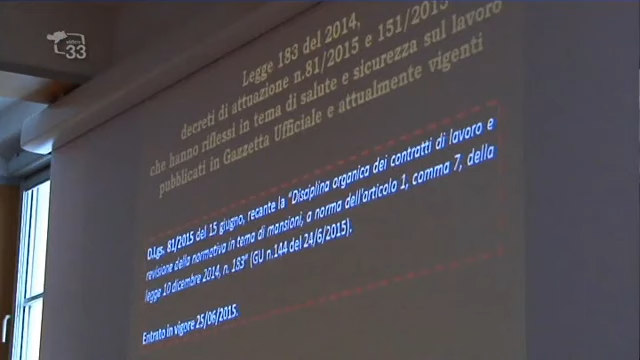 33
Legge 183 del 2014,
decreti di attuazione n.81/2015 e 151/2015
che hanno riflessi in tema di salute e sicurezza sul lavoro
pubblicati in Gazzetta Ufficiale e attualmente vigenti
D.Lgs. 81/2015 del 15 giugno, recante la "Disciplina organica dei contratti di lavoro e
revisione della normativa in tema di mansioni, a norma dell'articolo 1, comma 7, della
legge 10 dicembre 2014, n. 183" (GU n.144 del 24/6/2015).
Entrato in vigore 25/06/2015.